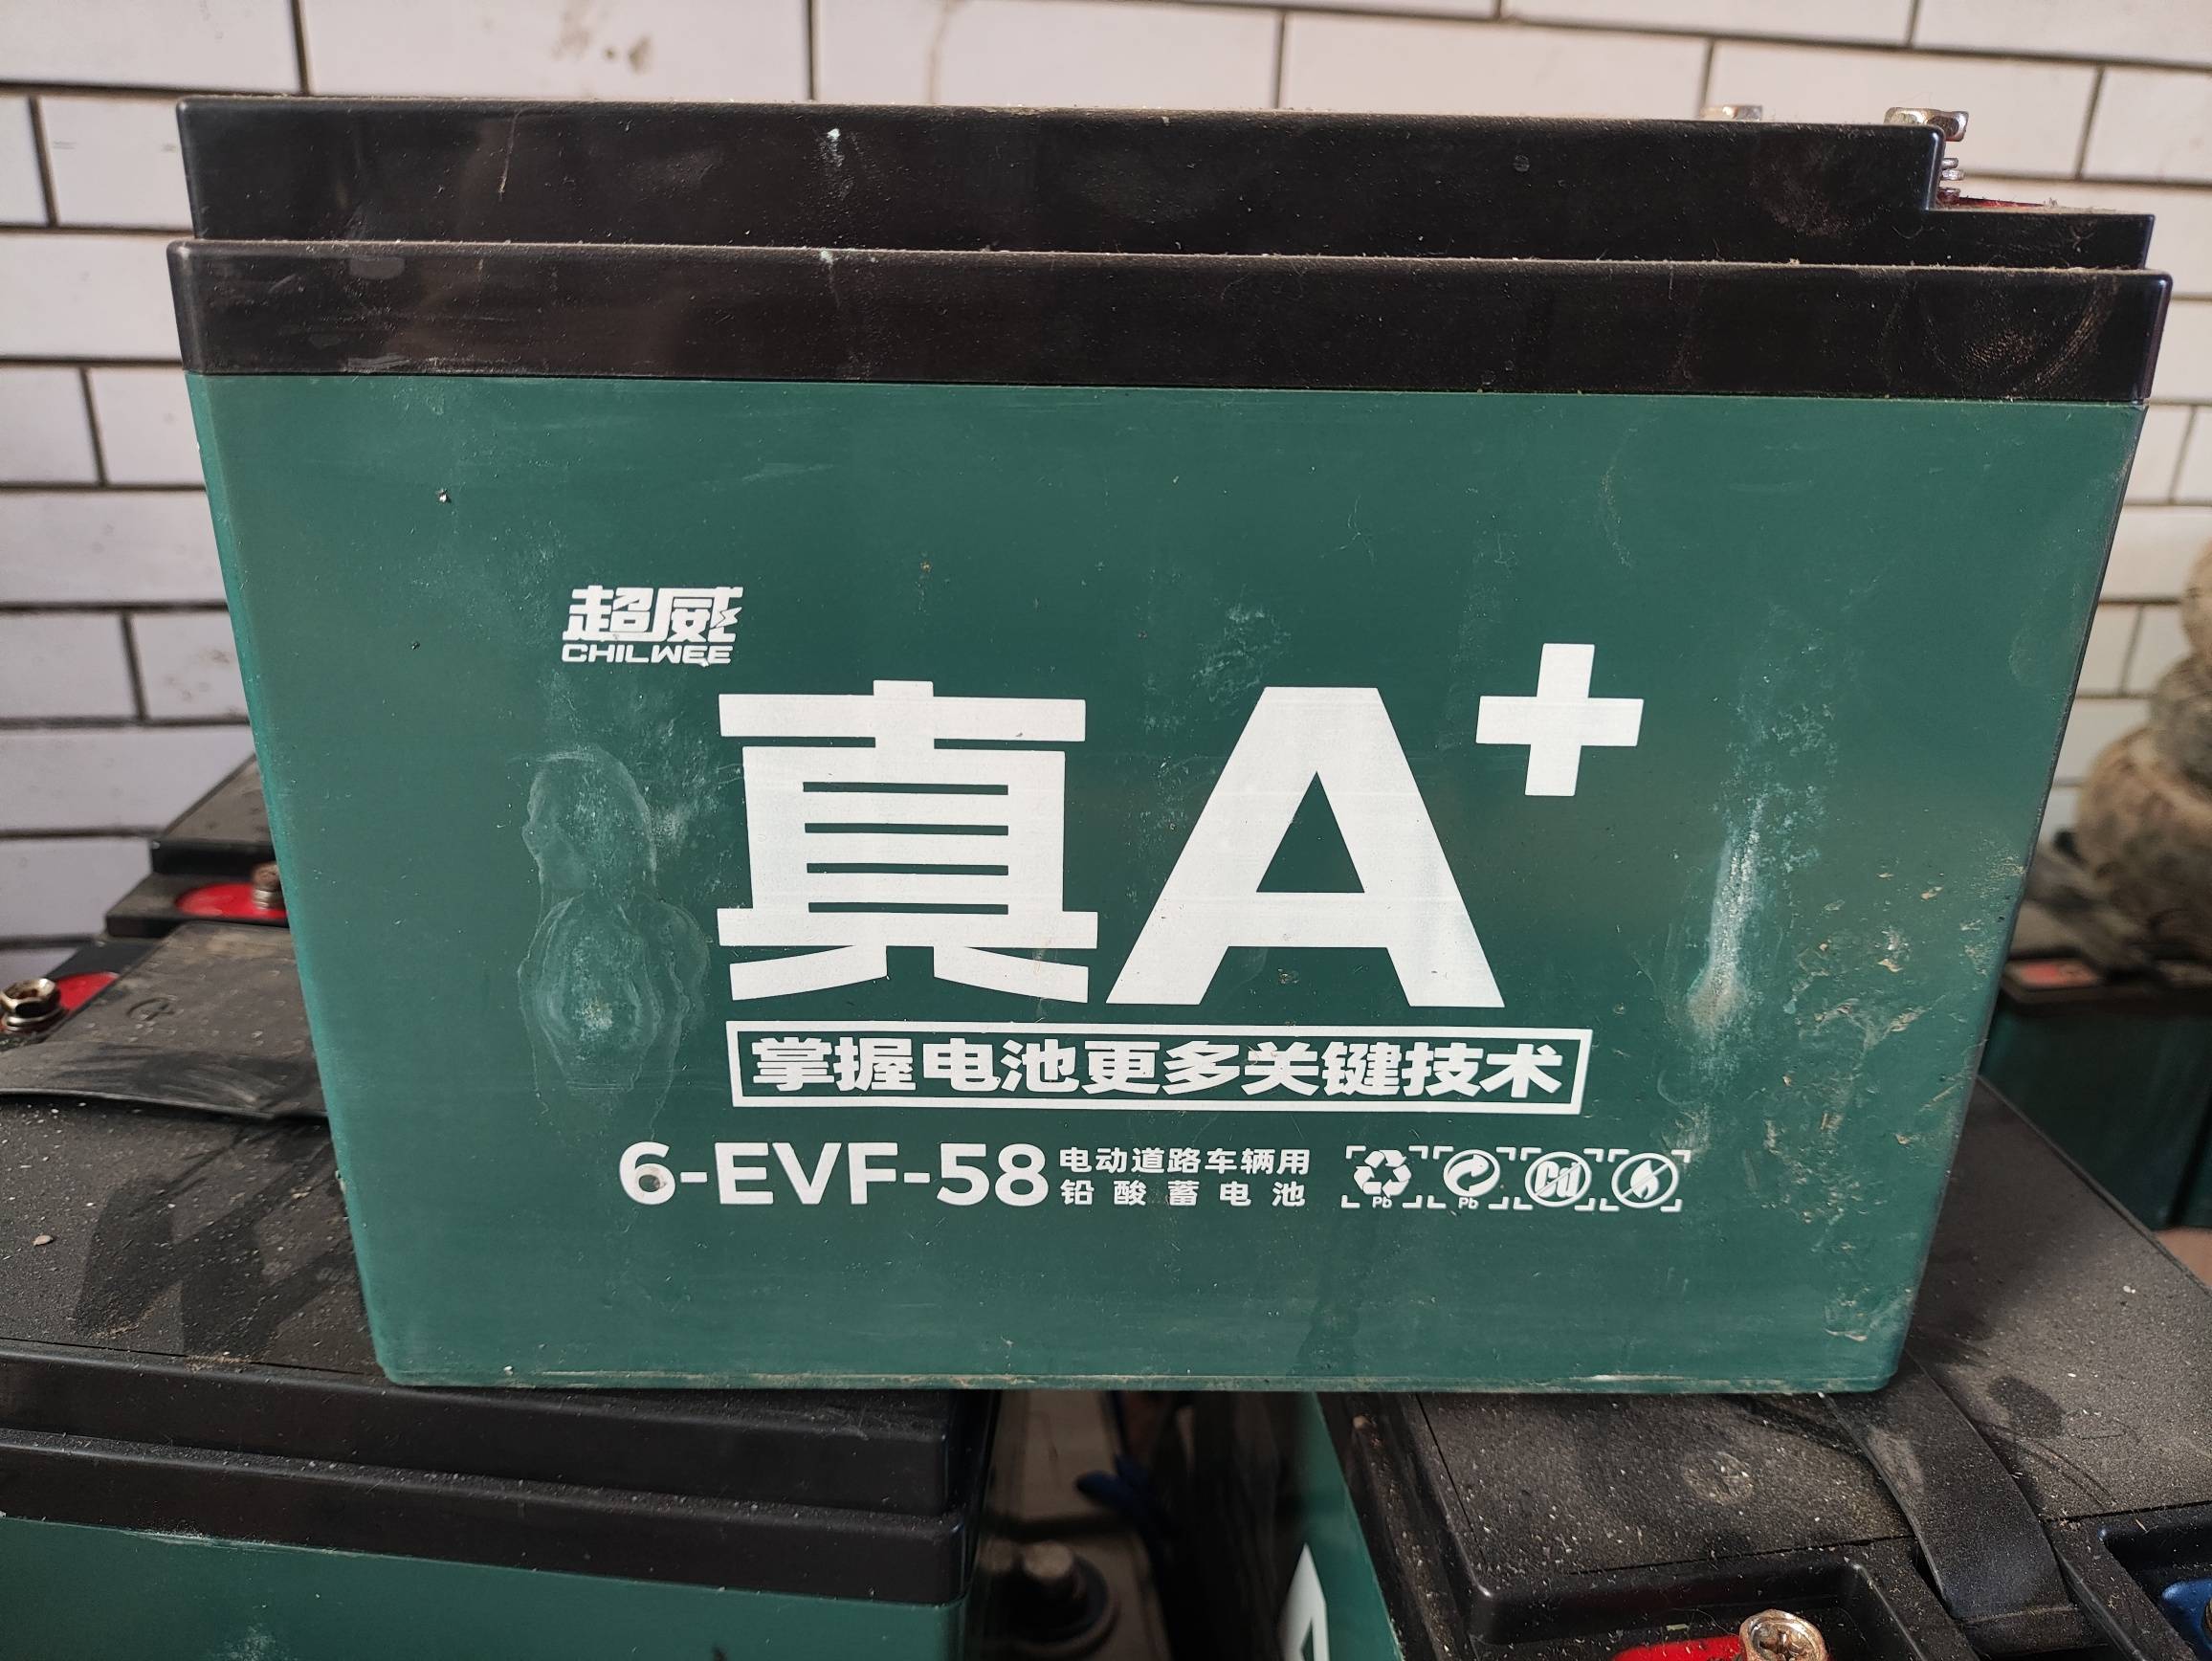 超威
CHILWEE
真A+
掌握电池更多关键技术
6-EVF-58
电动道路车辆用
铅酸蓄电池
Pb Pb Cd